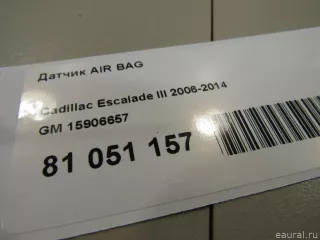 Датчик AIR BAG
Cadillac Escalade III 2006-2014
GM 15906657
81 051 157
eaural.ru